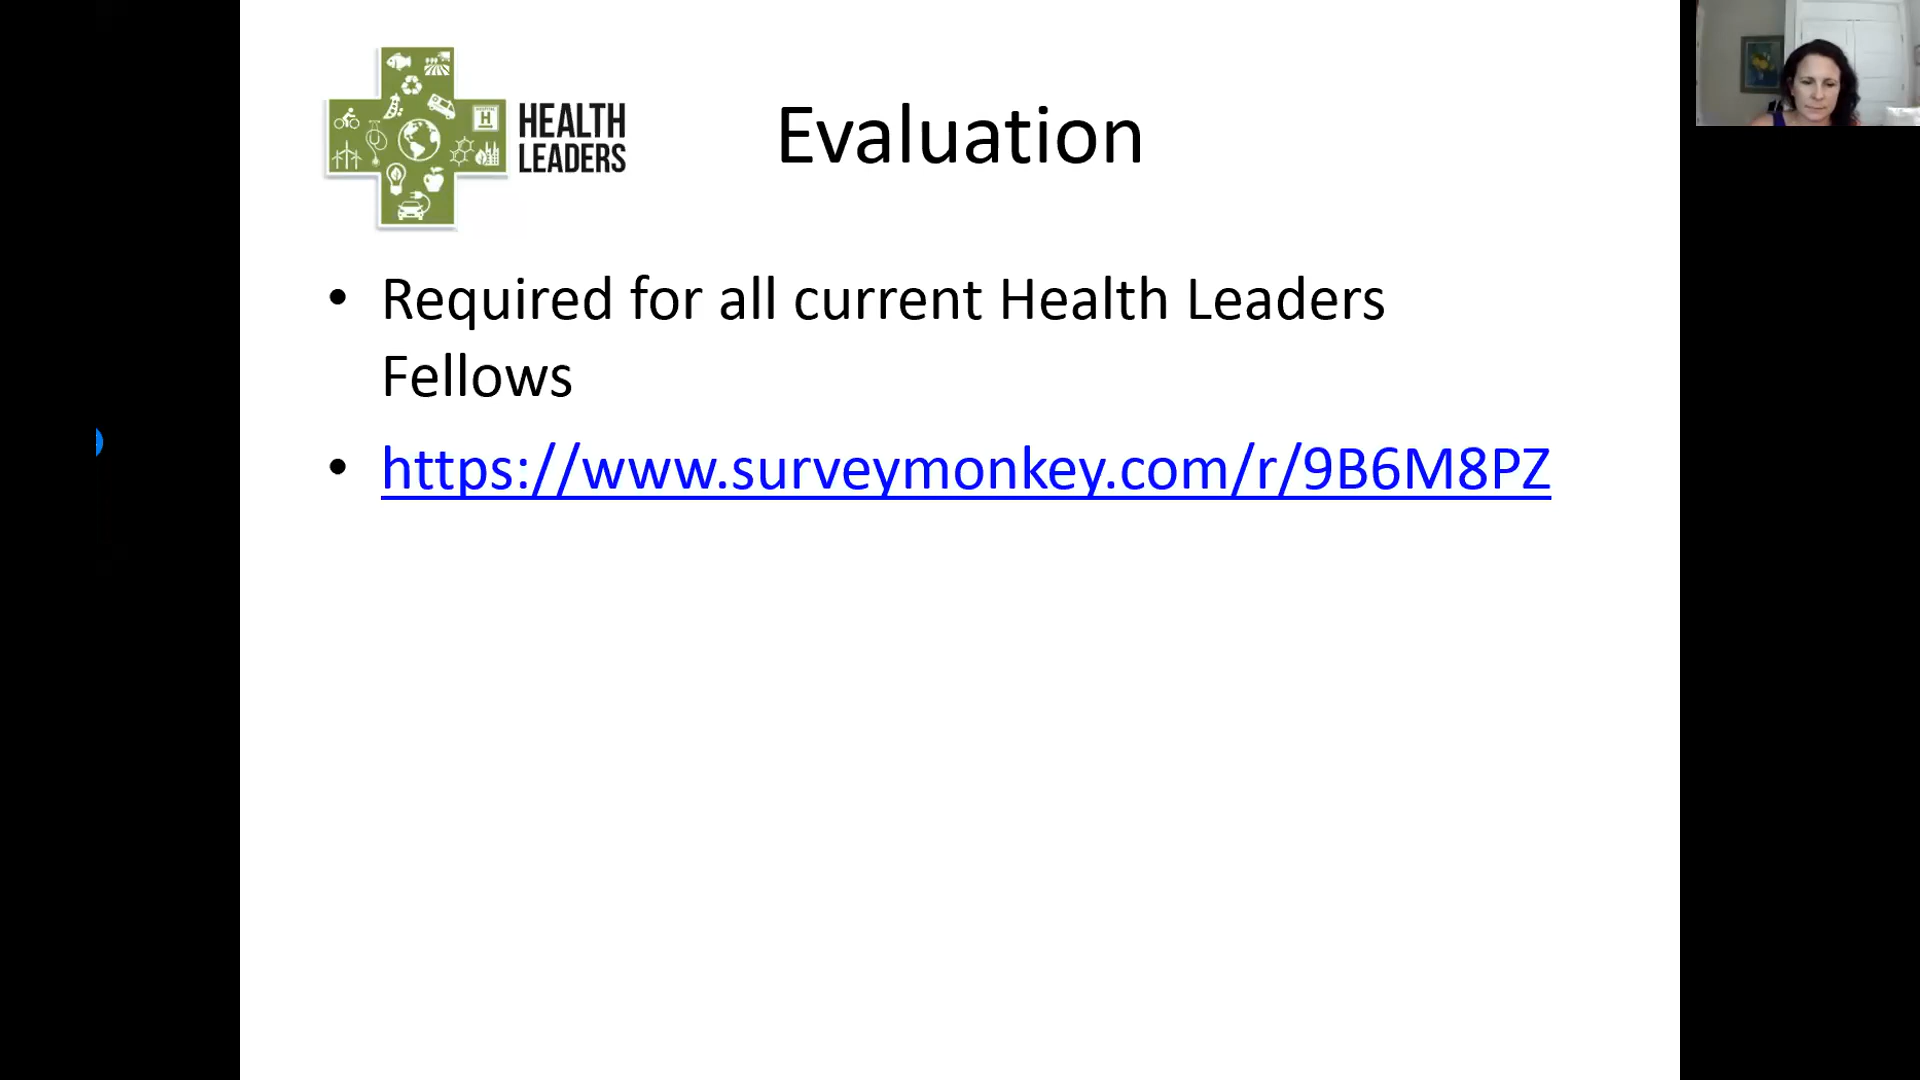 HEALTH
LEADERS
Evaluation
• Required for all current Health Leaders
Fellows
• https://www.surveymonkey.com/r/9B6M8PZ